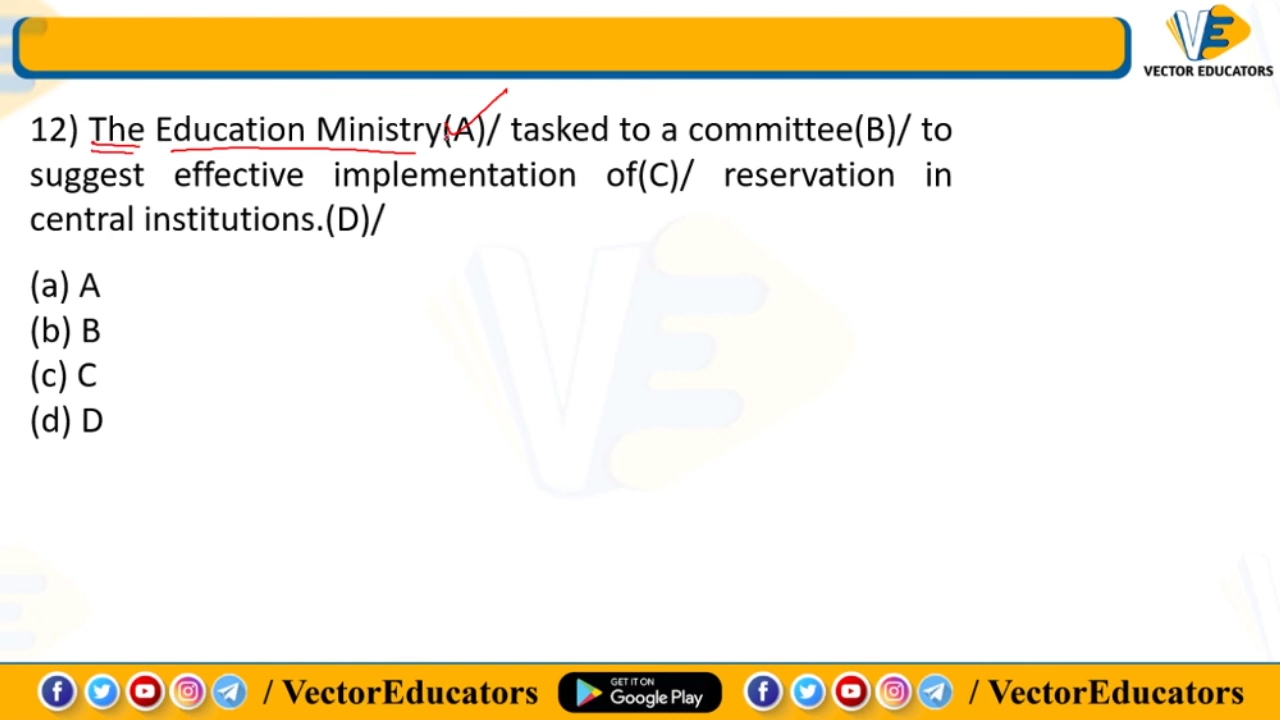 VECTOR EDUCATORS
12) The Education Ministry(A)/ tasked to a committee(B)/ to
suggest effective implementation of(C)/ reservation in
central institutions.(D)/
(a) A
(b) B
(c) C
(d) D
/ VectorEducators
GET IT ON
Google Play
/ VectorEducators